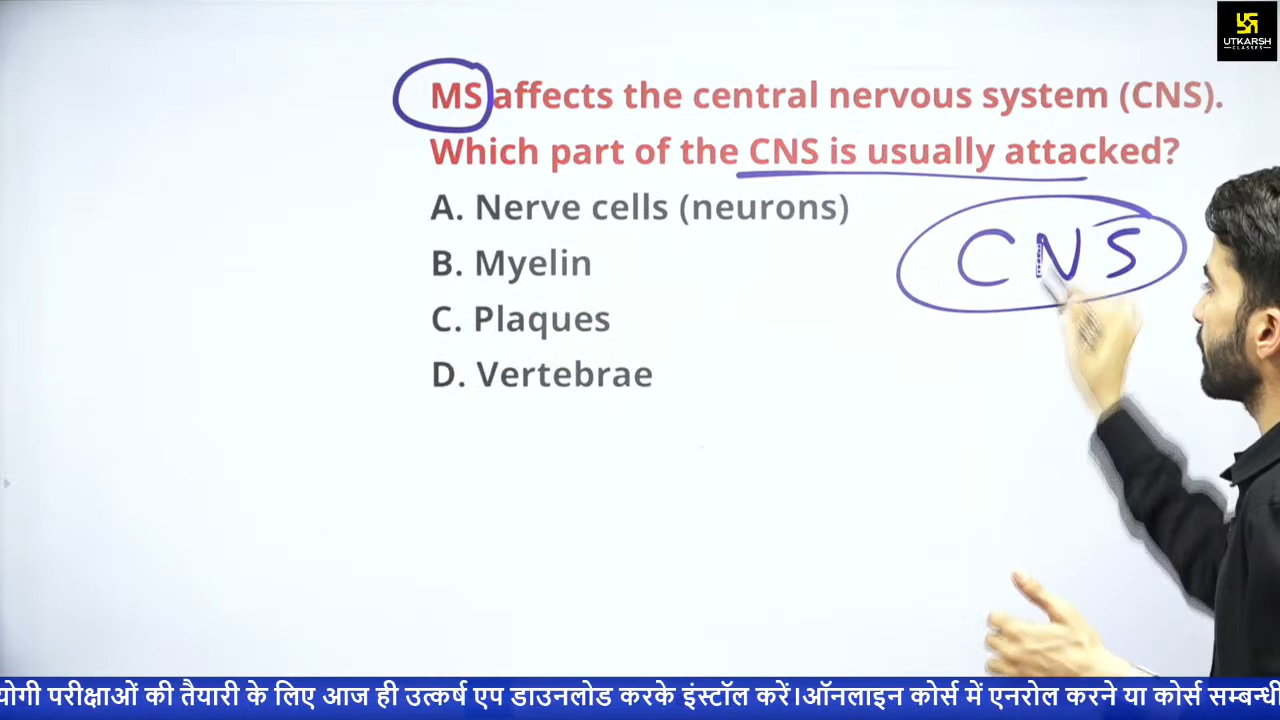 UTKARSH
CLASSES
MS affects the central nervous system (CNS).
Which part of the CNS is usually attacked?
A. Nerve cells (neurons)
B. Myelin
C. Plaques
D. Vertebrae
CNS
योगी परीक्षाओं की तैयारी के लिए आज ही उत्कर्ष एप डाउनलोड करके इंस्टॉल करें।ऑनलाइन कोर्स में एनरोल करने या कोर्स सम्बन्धी